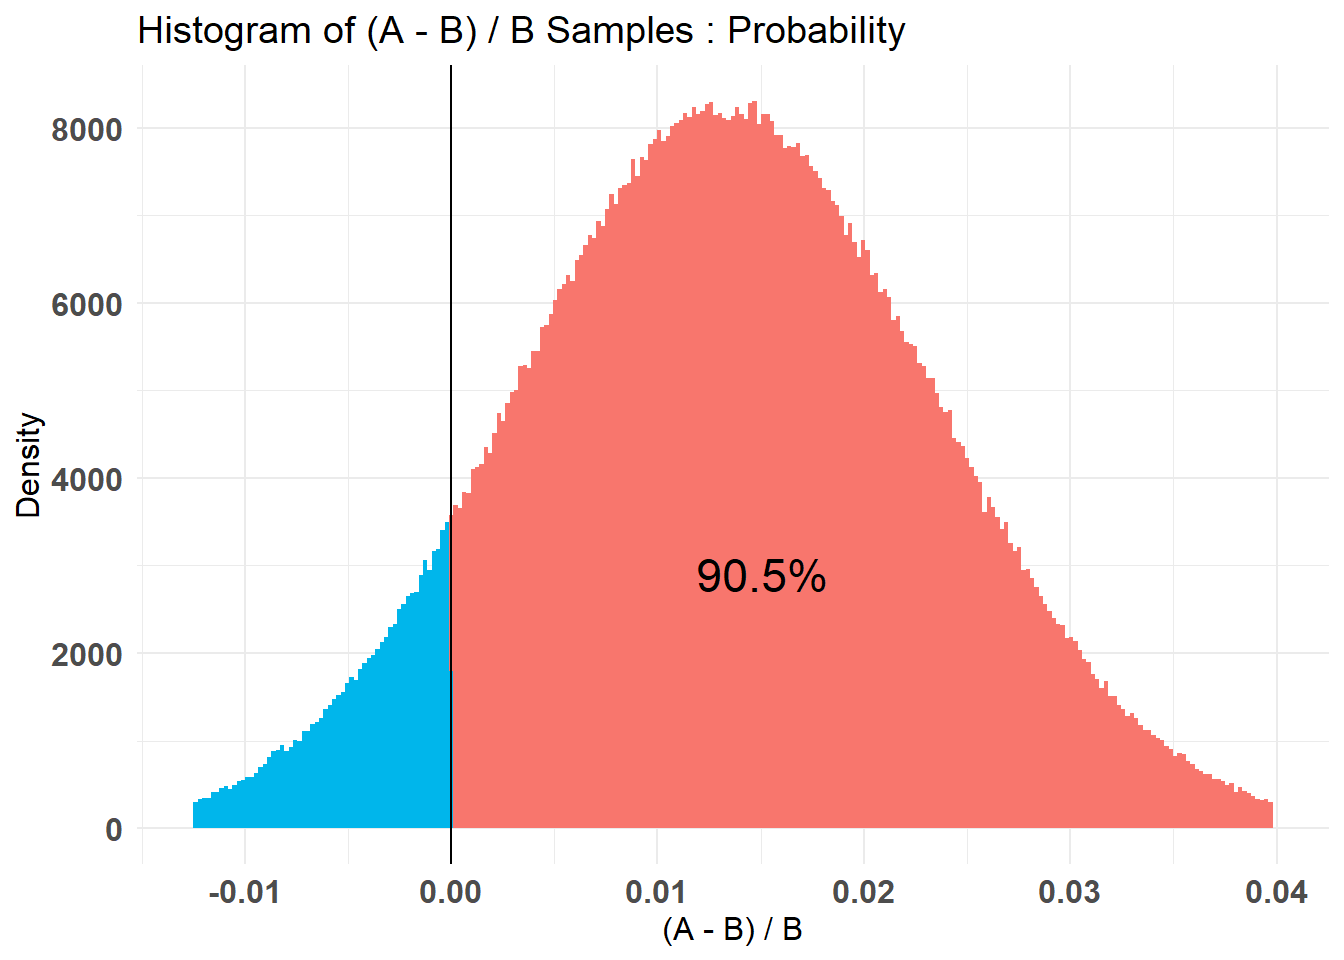 Histogram of (A - B) / B Samples : Probability
8000
6000
4000
2000
0
Density
90.5%
-0.01 0.00 0.01 0.02 0.03 0.04
(A - B) / B